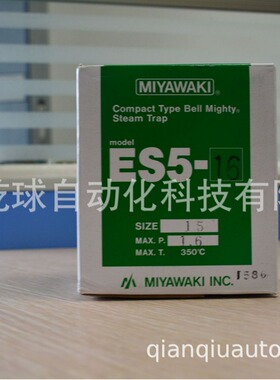 MIYAWAKI®
Compact Type Bell Mighty®
Steam Trap
model
ES5-16
乾球自动化科技有限
SIZE 15
MAX. P. 1.6
MAX. T. 350℃
MIYAWAKI INC.
qianqiuauto